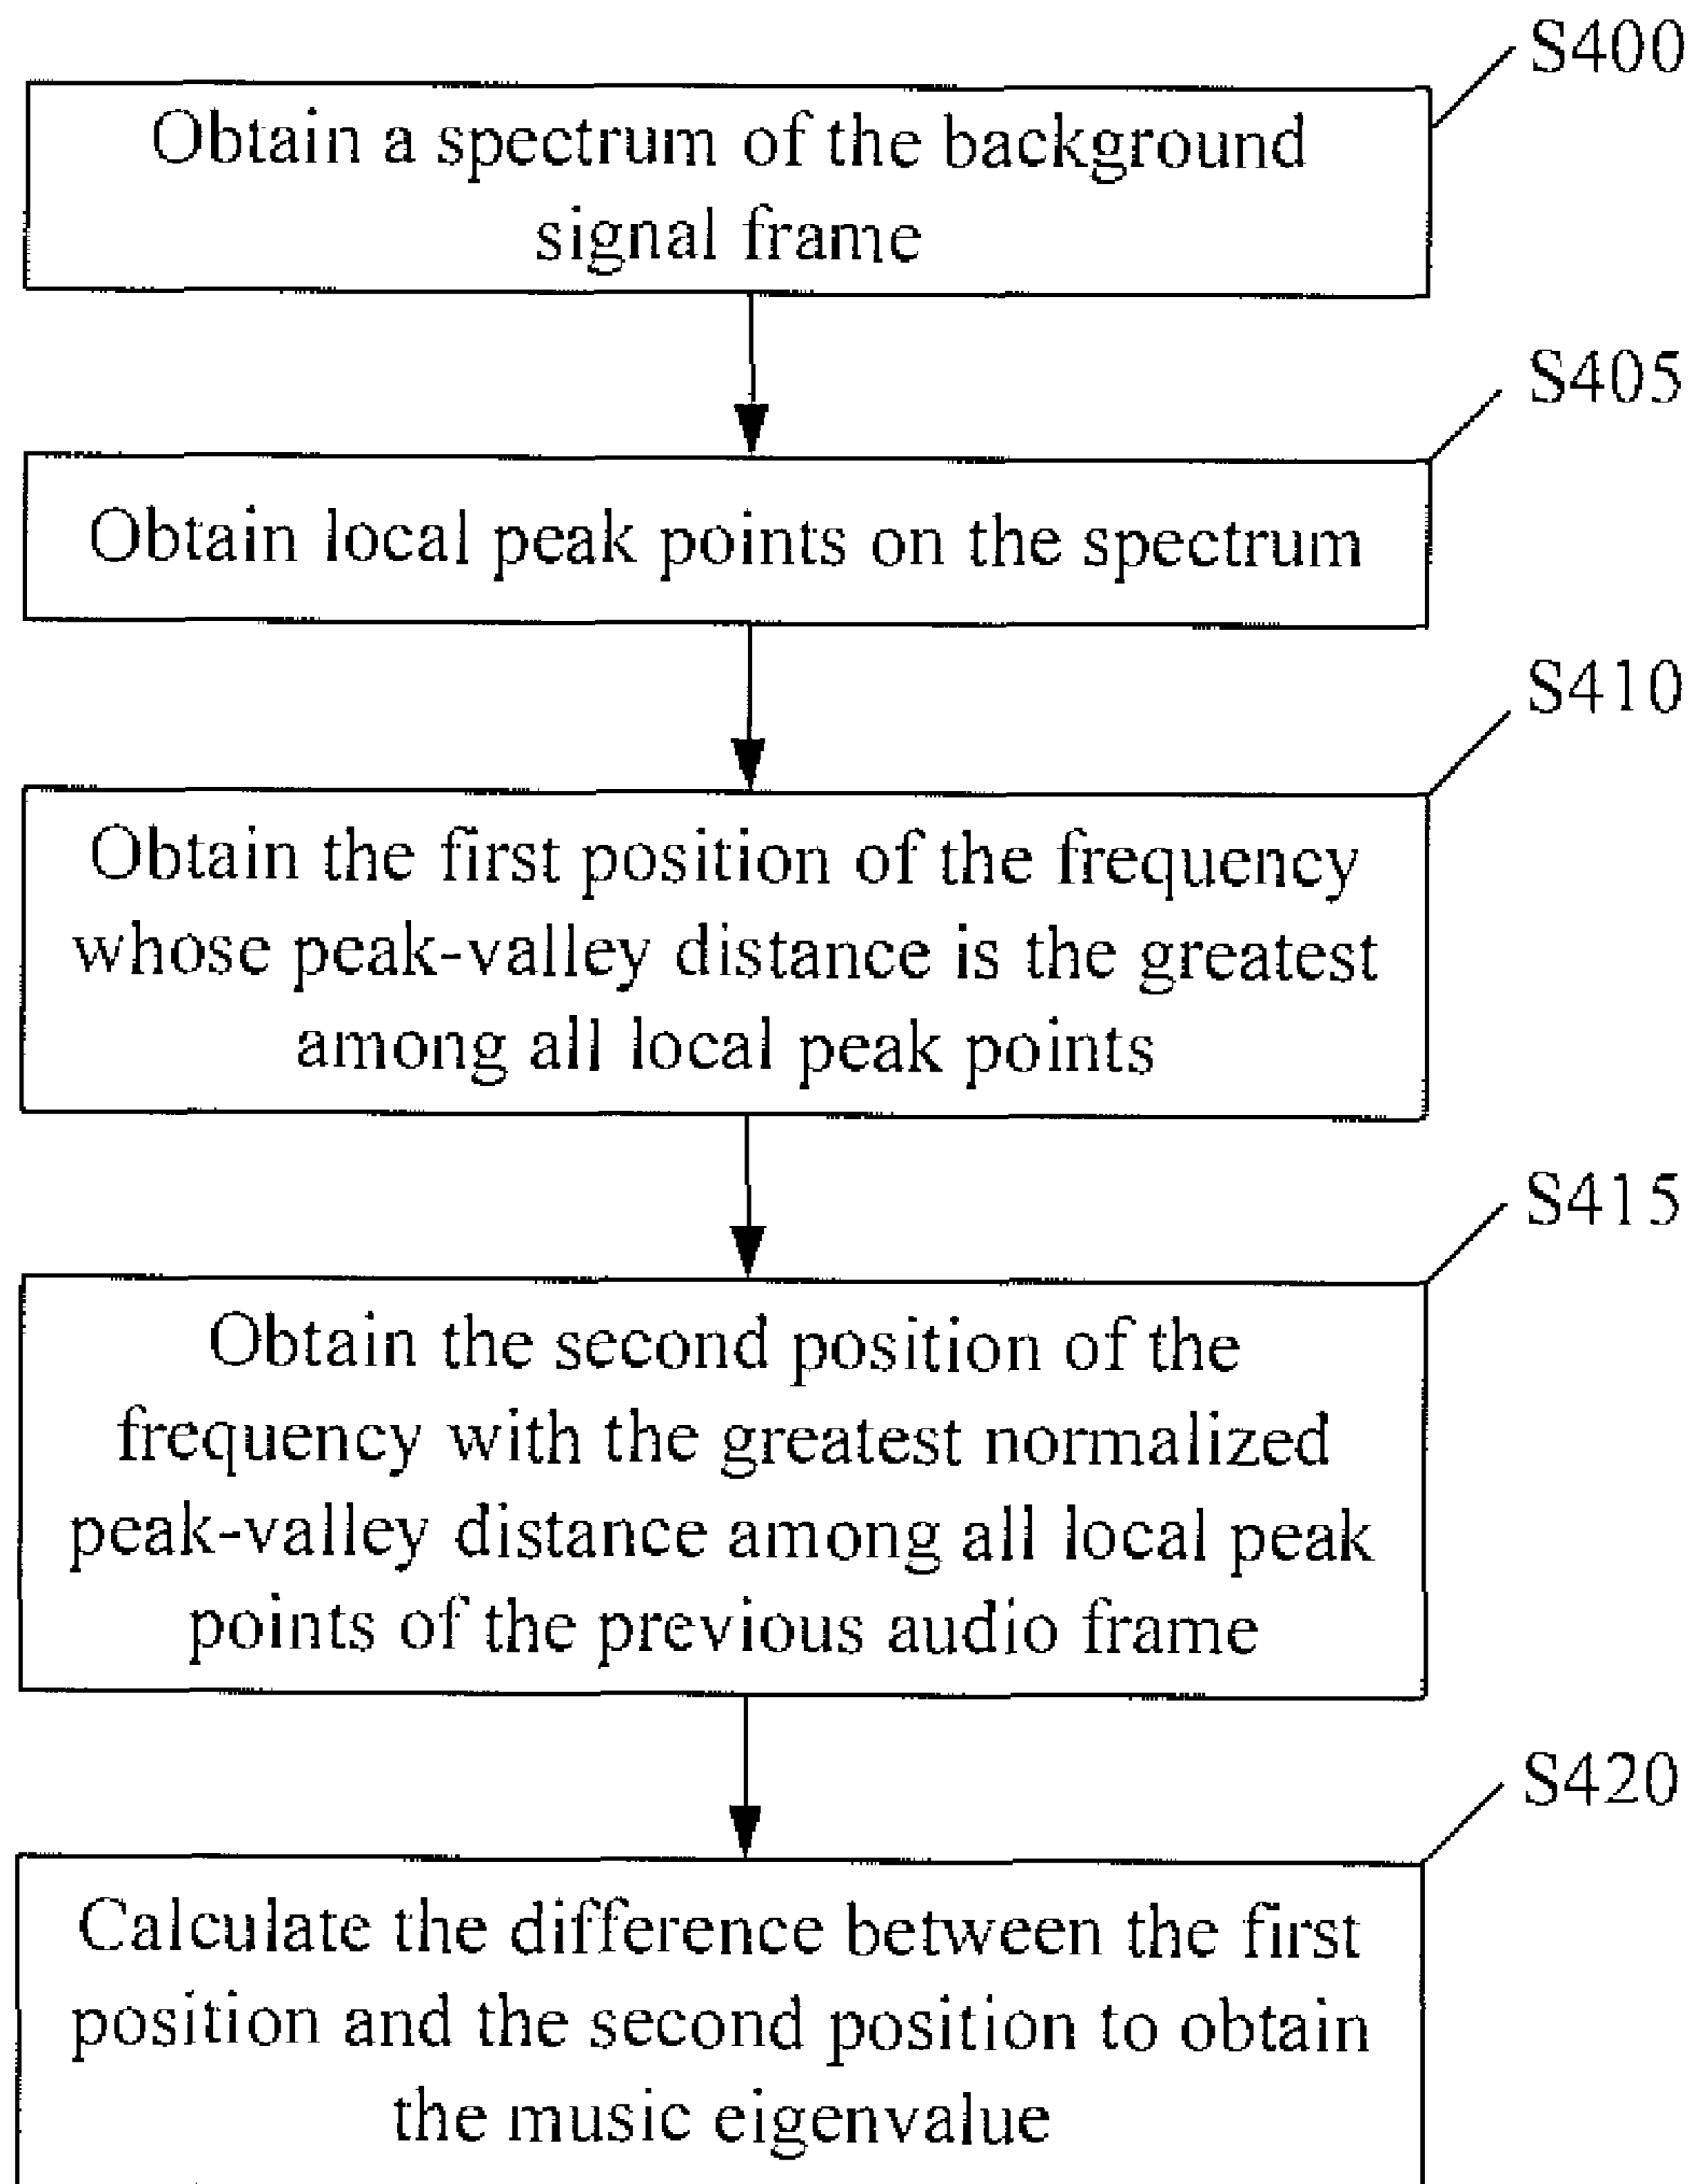 S400
Obtain a spectrum of the background
signal frame
S405
Obtain local peak points on the spectrum
S410
Obtain the first position of the frequency
whose peak-valley distance is the greatest
among all local peak points
S415
Obtain the second position of the
frequency with the greatest normalized
peak-valley distance among all local peak
points of the previous audio frame
S420
Calculate the difference between the first
position and the second position to obtain
the music eigenvalue